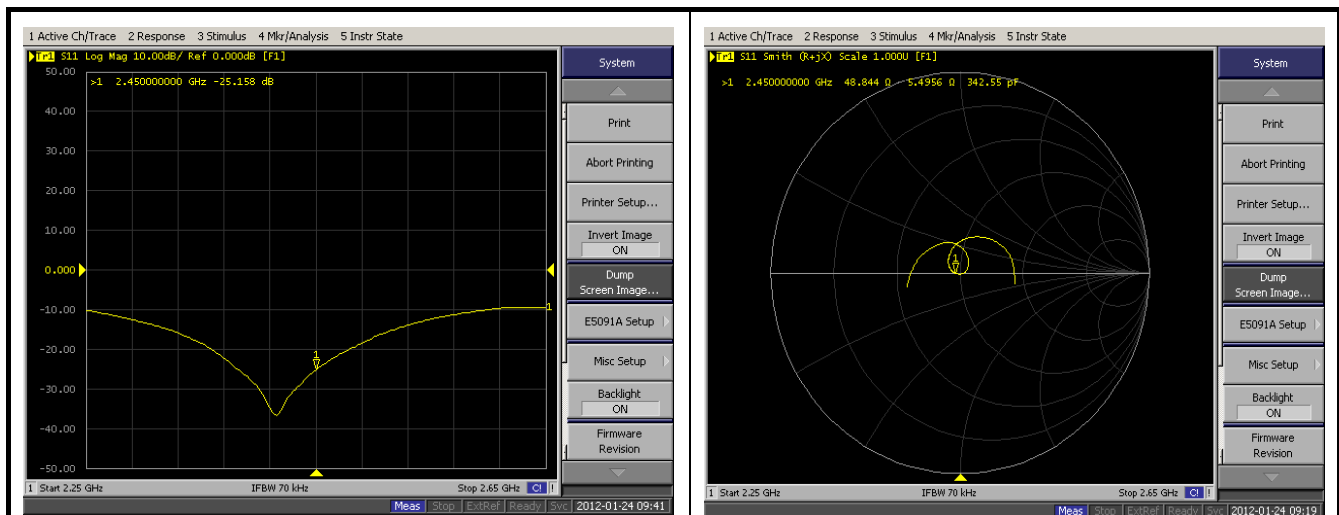 1 Active Ch/Trace 2 Response 3 Stimulus 4 Mkr/Analysis 5 Instr State
Tr1 S11 Log Mag 10.00dB/ Ref 0.000dB [F1]
50.00
>1 2.450000000 GHz -25.158 dB
40.00
30.00
20.00
10.00
0.000
-10.00
-20.00
-30.00
-40.00
-50.00
1
1
System
Print
Abort Printing
Printer Setup...
Invert Image
ON
Dump
Screen Image...
E5091A Setup
Misc Setup
Backlight
ON
Firmware
Revision
1 Start 2.25 GHz IFBW 70 kHz Stop 2.65 GHz C! !
Meas Stop ExtRef Ready Svc 2012-01-24 09:41
1 Active Ch/Trace 2 Response 3 Stimulus 4 Mkr/Analysis 5 Instr State
Tr1 S11 Smith (R+jX) Scale 1.000U [F1]
>1 2.450000000 GHz 48.844 Ω 5.4956 Ω 342.55 pF
1
System
Print
Abort Printing
Printer Setup...
Invert Image
ON
Dump
Screen Image...
E5091A Setup
Misc Setup
Backlight
ON
Firmware
Revision
1 Start 2.25 GHz IFBW 70 kHz Stop 2.65 GHz C! !
Meas Stop ExtRef Ready Svc 2012-01-24 09:19